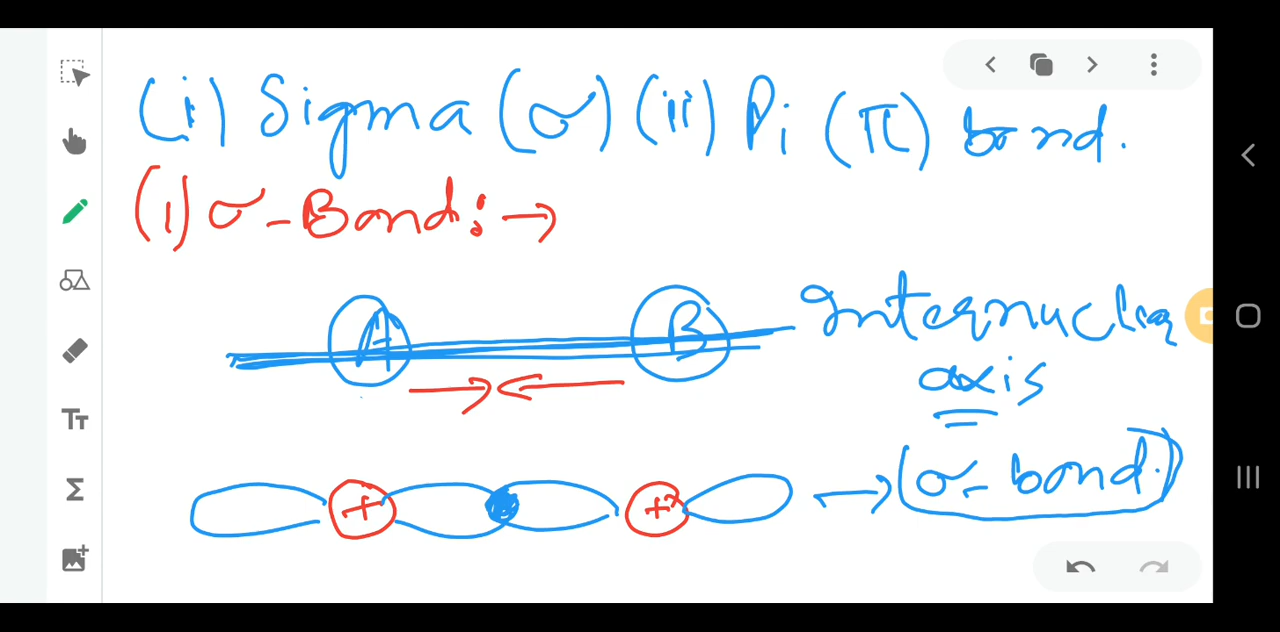 (i) Sigma (σ) (ii) Pi (π) bond.
(1) σ-Bond: →
A B Internuclear
axis
+ + → (σ- bond.)